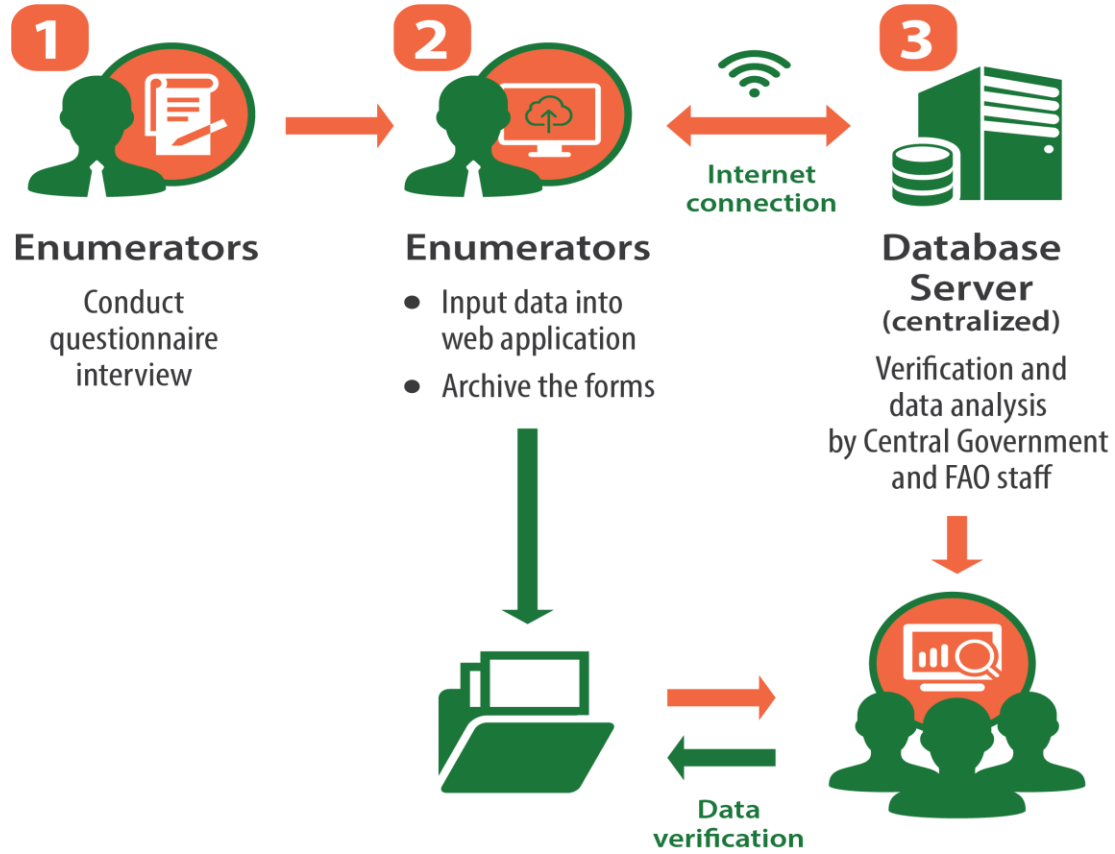 1
Enumerators
Conduct
questionnaire
interview
2
Enumerators
● Input data into
web application
● Archive the forms
Internet
connection
3
Database
Server
(centralized)
Verification and
data analysis
by Central Government
and FAO staff
Data
verification